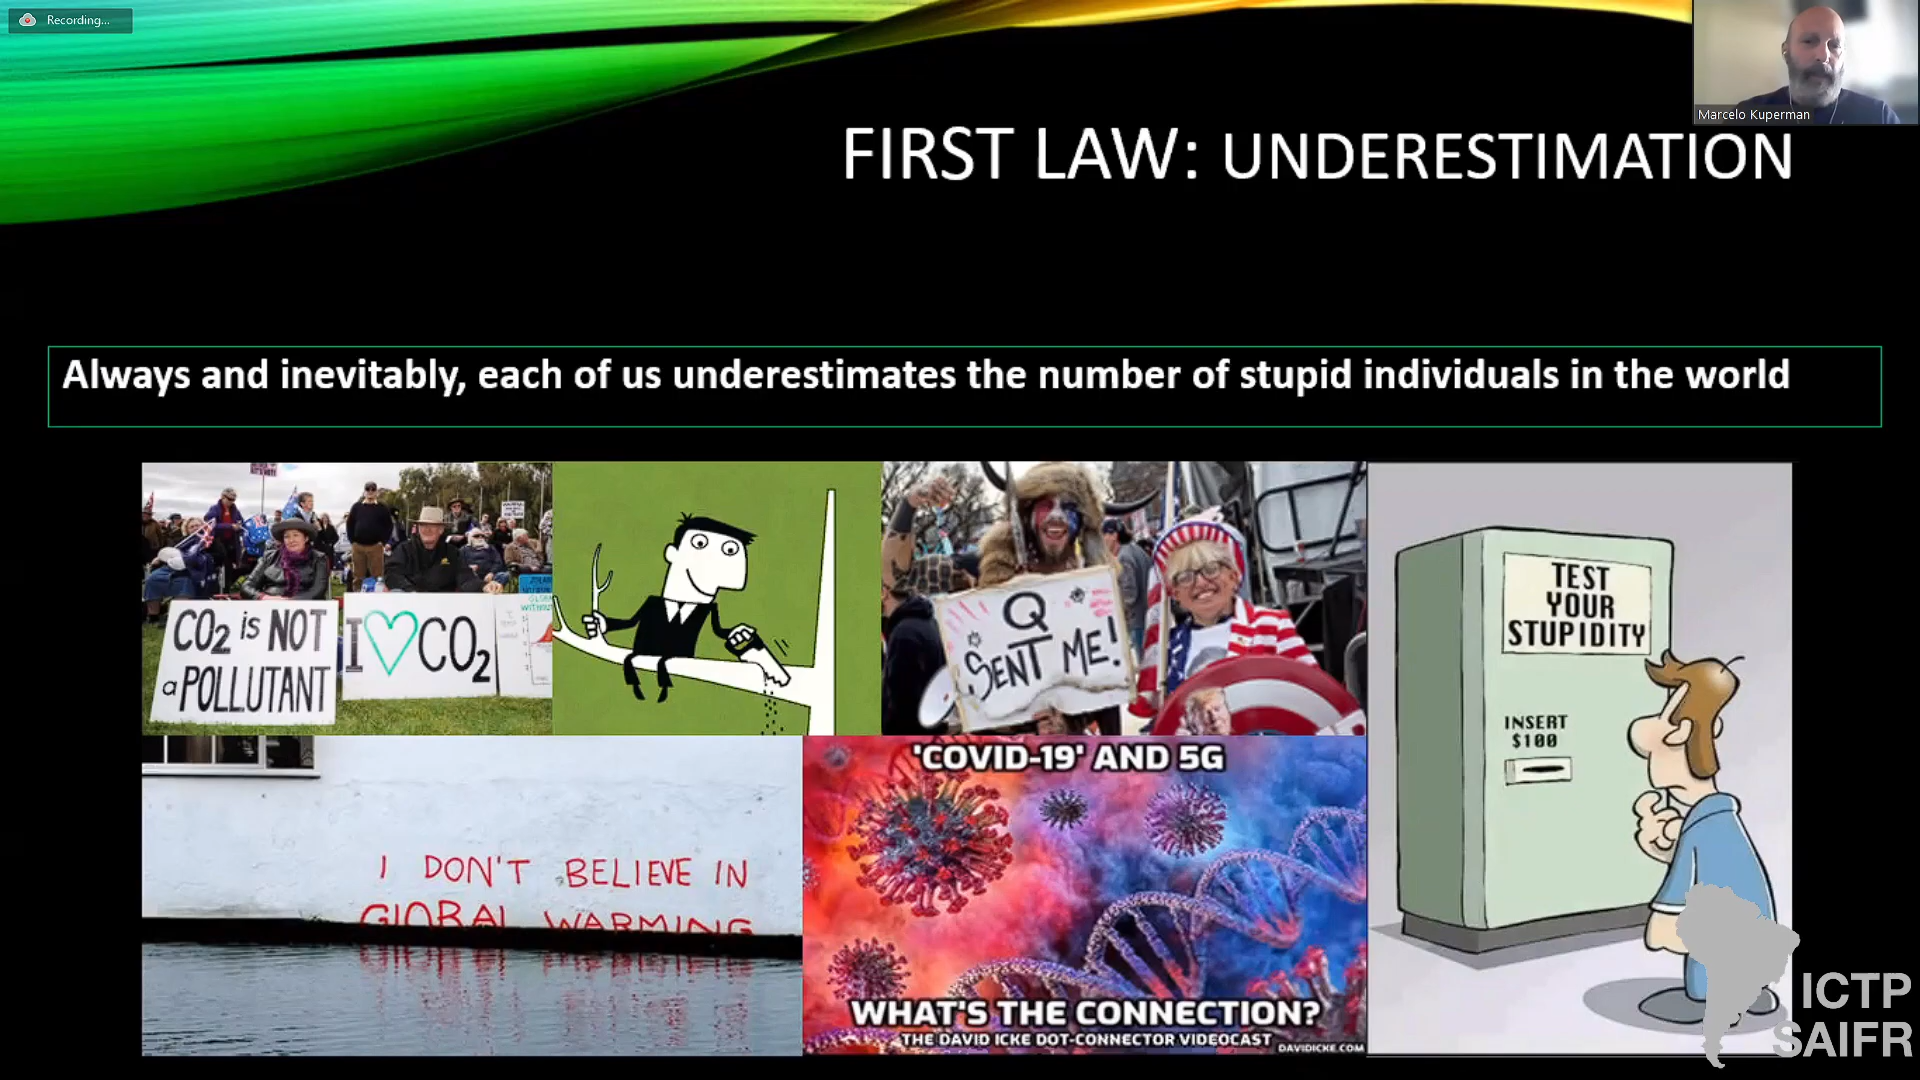 Recording...
Marcelo Kuperman
FIRST LAW: UNDERESTIMATION
Always and inevitably, each of us underestimates the number of stupid individuals in the world
CO2 is NOT
a POLLUTANT
I CO2
Q
SENT ME!
TEST
YOUR
STUPIDITY
INSERT
$100
I DON'T BELIEVE IN
GLOBAL WARMING
'COVID-19' AND 5G
WHAT'S THE CONNECTION?
THE DAVID ICKE DOT-CONNECTOR VIDEOCAST
DAVIDICKE.COM
ICTP
SAIFR